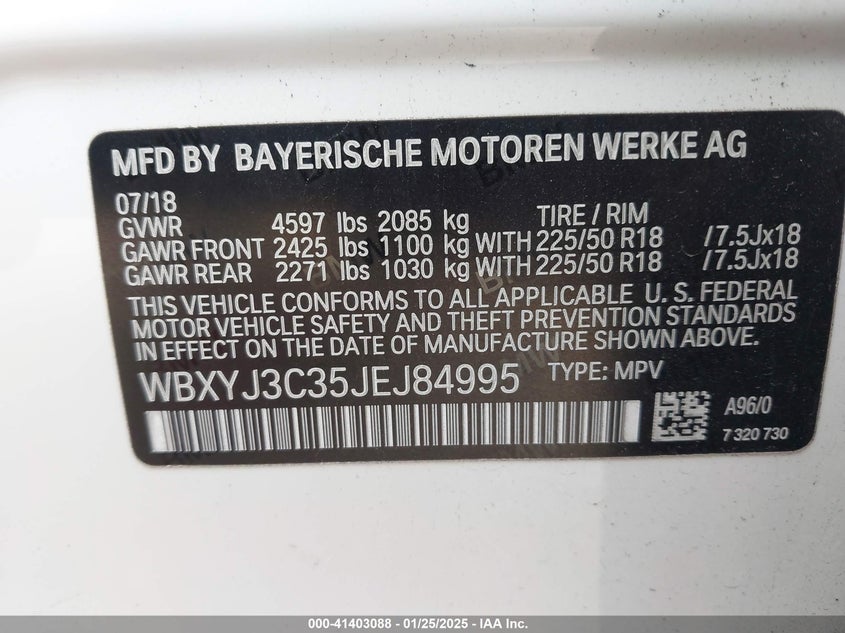 MFD BY BAYERISCHE MOTOREN WERKE AG
07/18 TIRE / RIM
GVWR 4597 lbs 2085 kg
GAWR FRONT 2425 lbs 1100 kg WITH 225/50 R18 /7.5Jx18
GAWR REAR 2271 lbs 1030 kg WITH 225/50 R18 /7.5Jx18
THIS VEHICLE CONFORMS TO ALL APPLICABLE U. S. FEDERAL
MOTOR VEHICLE SAFETY AND THEFT PREVENTION STANDARDS
IN EFFECT ON THE DATE OF MANUFACTURE SHOWN ABOVE.
WBXYJ3C35JEJ84995 TYPE: MPV
A96/0
7 320 730
000-41403088 - 01/25/2025 - IAA Inc.